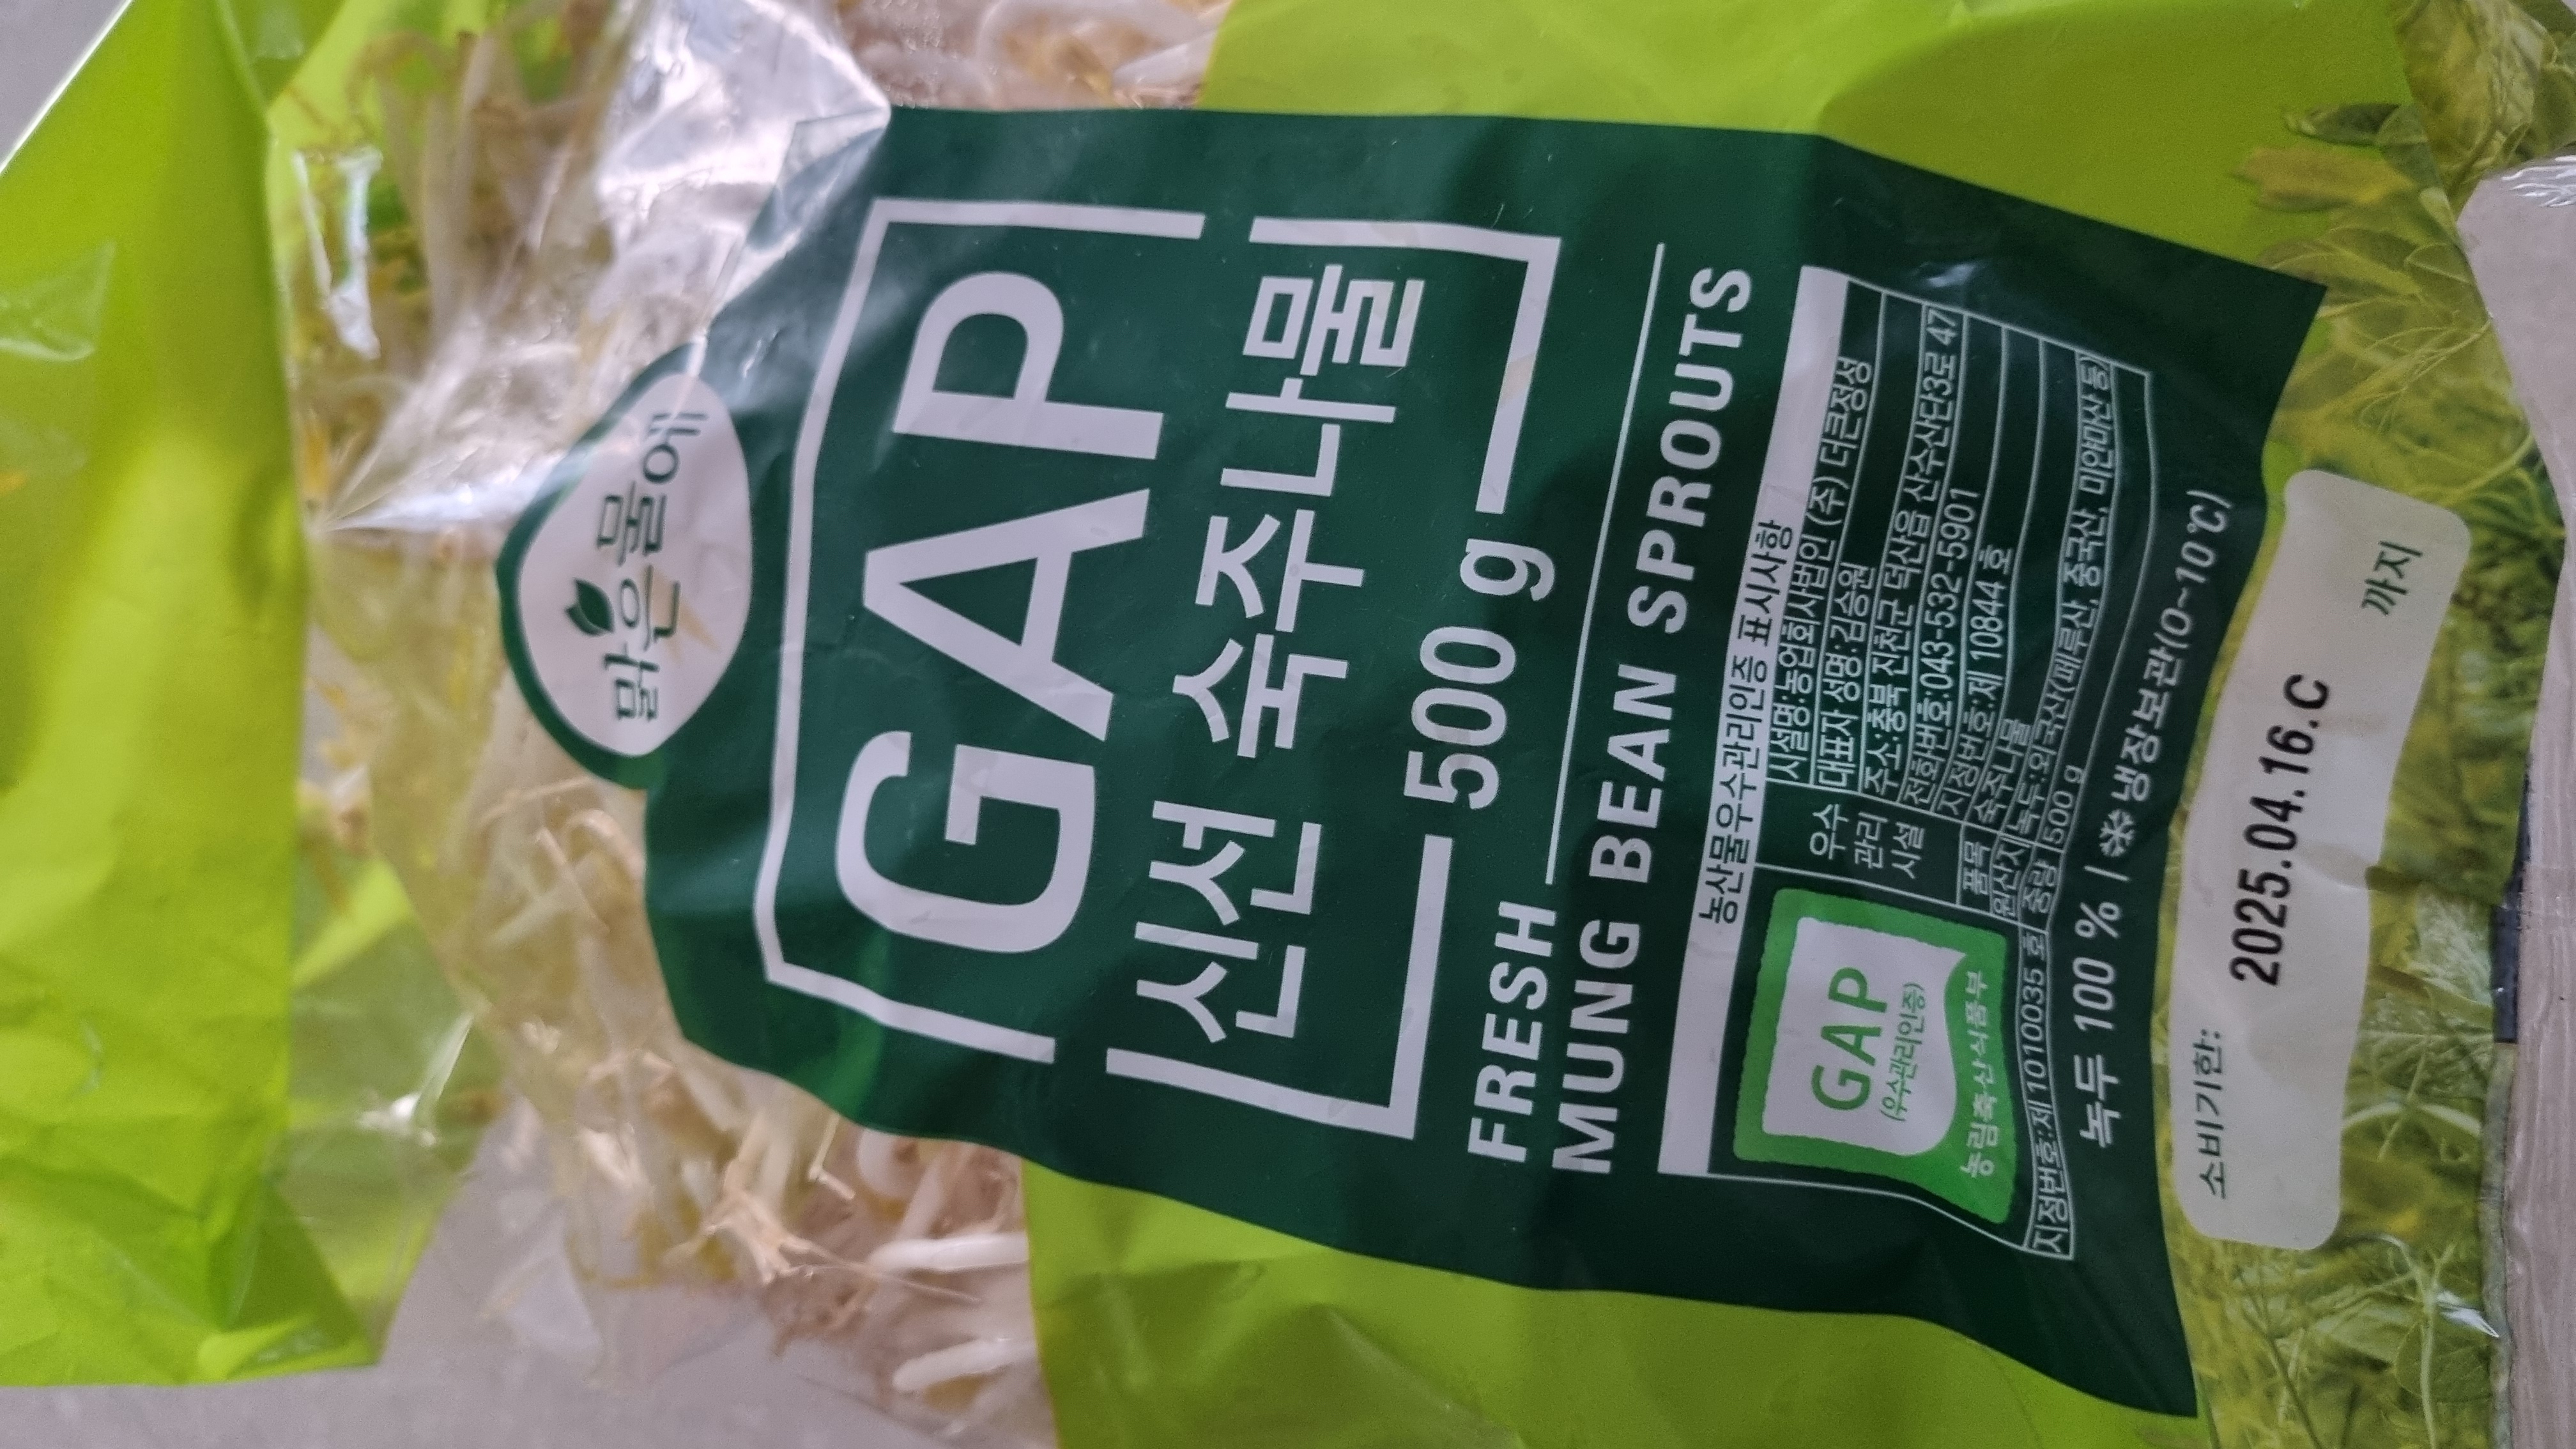 맑은물에
GAP
신선 숙주나물
500 g
FRESH
MUNG BEAN SPROUTS
농산물우수관리인증 표시사항
GAP
(우수관리인증)
농림축산식품부
지정번호:제 1010035 호
우수
관리
시설
시설명:농업회사법인 (주) 더큰정성
대표자 성명:김승원
주소:충북 진천군 덕산읍 산수산단3로 47
전화번호:043-532-5901
지정번호:제 10844 호
품목 숙주나물
원산지 녹두:외국산(페루산, 중국산, 미얀마산 등)
중량 500 g
녹두 100 % | 냉장보관(0~10℃)
소비기한:
2025.04.16.C
까지